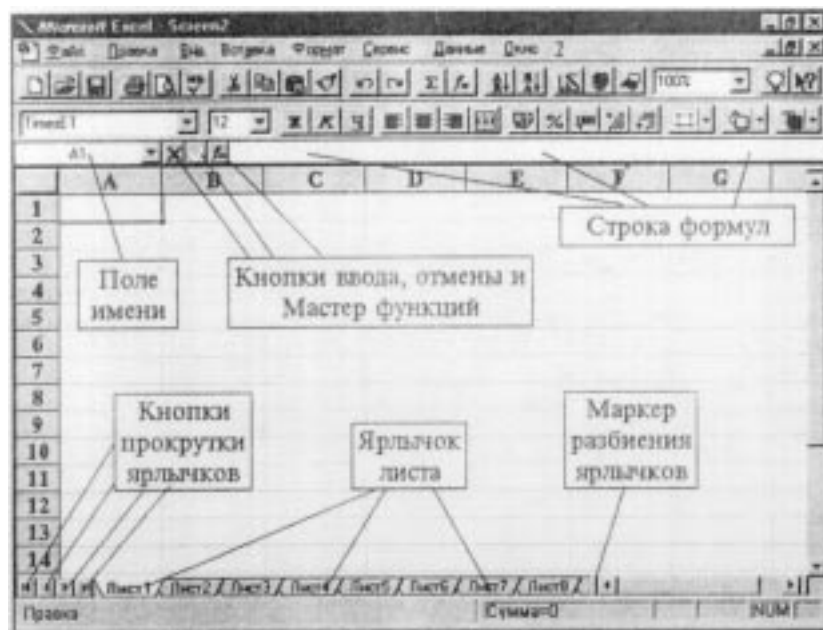 Microsoft Excel - Screen2
Файл Правка Вид Вставка Формат Сервис Данные Окно ?
100%
TimesET 12 Ж К Ч
A1
A B C D E F G
1
2
3
4
5
6
7
8
9
10
11
12
13
14
Строка формул
Поле
имени
Кнопки ввода, отмены и
Мастер функций
Кнопки
прокрутки
ярлычков
Ярлычок
листа
Маркер
разбиения
ярлычков
Лист1 Лист2 Лист3 Лист4 Лист5 Лист6 Лист7 Лист8
Правка Сумма=0 NUM